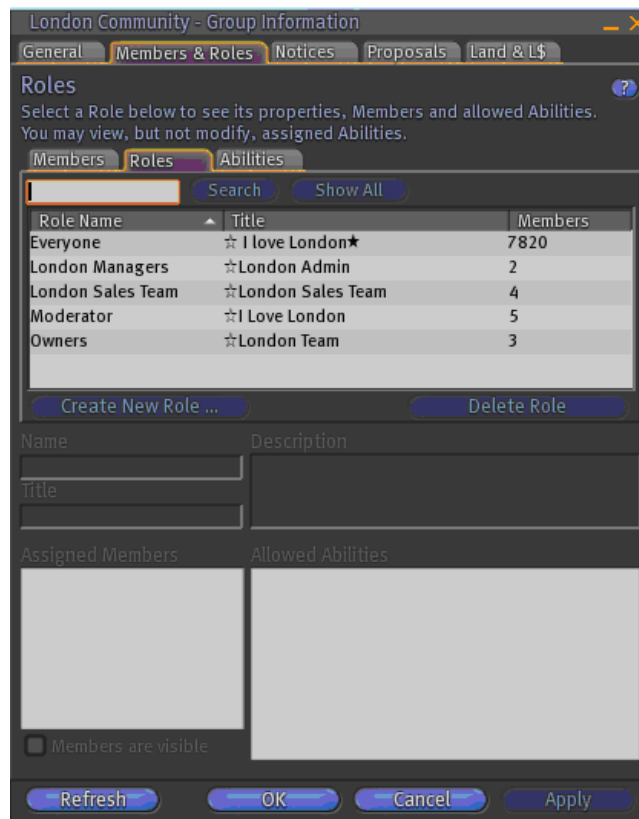 London Community - Group Information
General Members & Roles Notices Proposals Land & L$
Roles
?
Select a Role below to see its properties, Members and allowed Abilities.
You may view, but not modify, assigned Abilities.
Members Roles Abilities
Search Show All
Role Name Title Members
Everyone ☆ I love London★ 7820
London Managers ☆London Admin 2
London Sales Team ☆London Sales Team 4
Moderator ☆I Love London 5
Owners ☆London Team 3
Create New Role ... Delete Role
Name Description
Title
Assigned Members Allowed Abilities
Members are visible
Refresh OK Cancel Apply